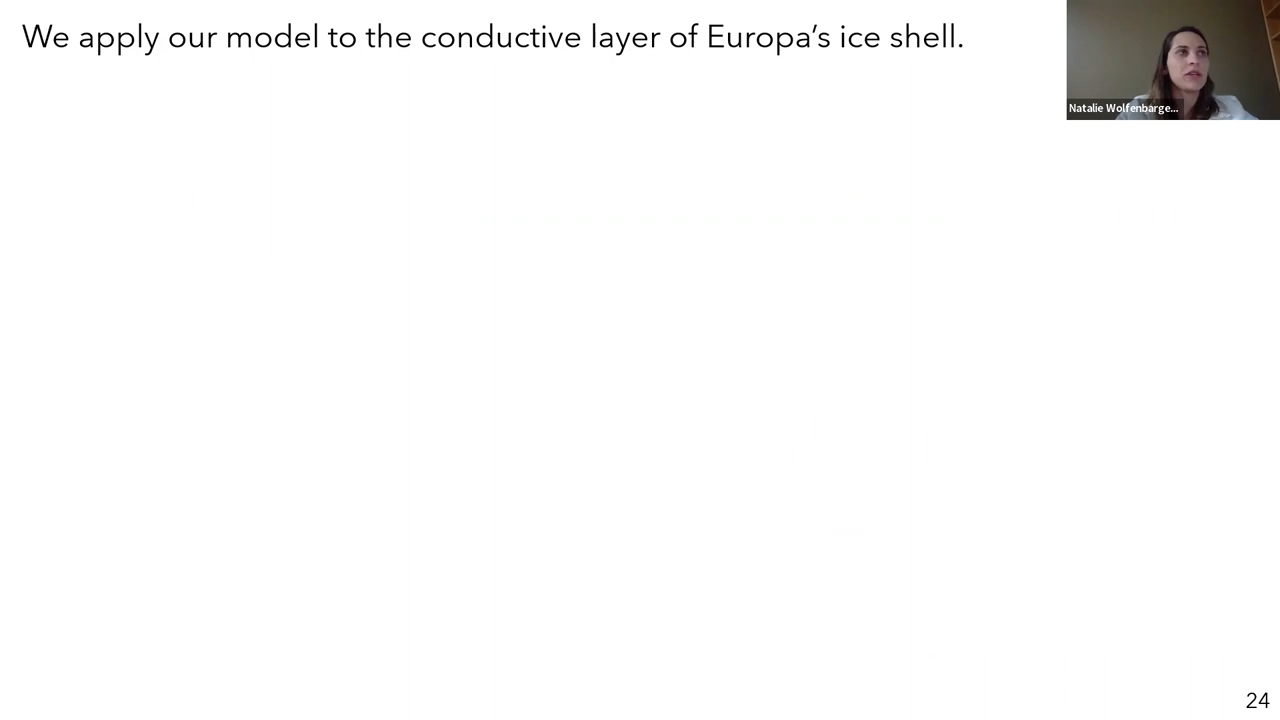 We apply our model to the conductive layer of Europa’s ice shell.
Natalie Wolfenbarge...
24